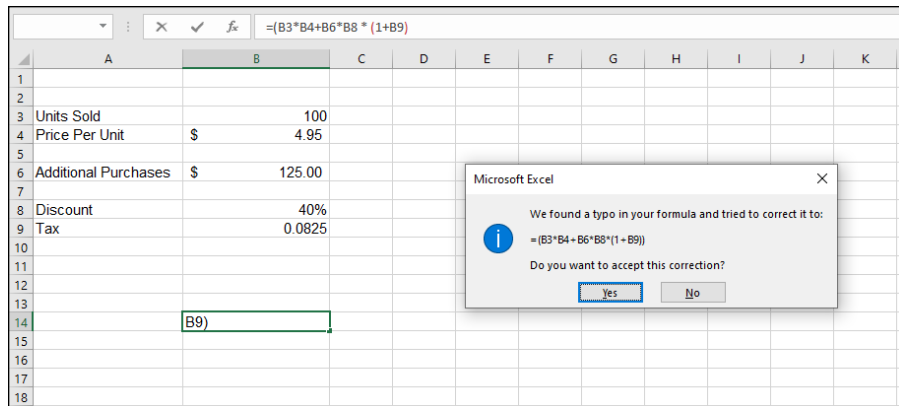 fx =(B3*B4+B6*B8 * (1+B9)
A B C D E F G H I J K
1
2
3 Units Sold 100
4 Price Per Unit $ 4.95
5
6 Additional Purchases $ 125.00
7
8 Discount 40%
9 Tax 0.0825
10
11
12
13
14 B9)
15
16
17
18
Microsoft Excel
We found a typo in your formula and tried to correct it to:
=(B3*B4+B6*B8*(1+B9))
Do you want to accept this correction?
Yes No